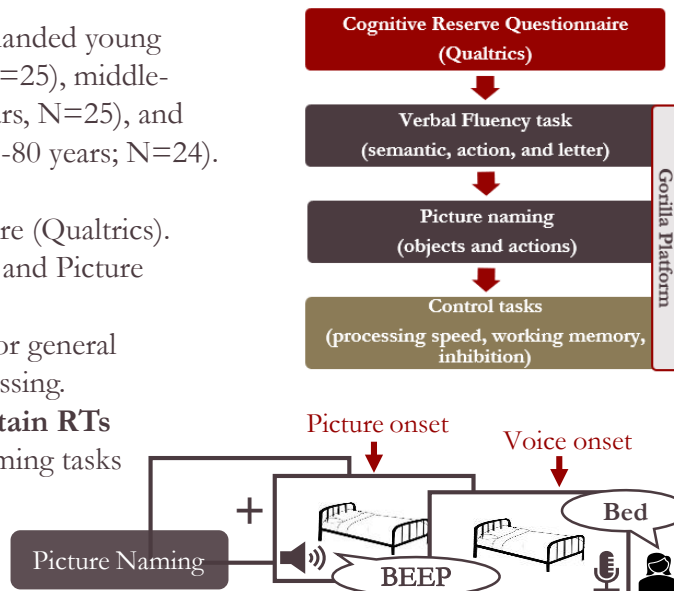 anded young
=25), middle-
rs, N=25), and
-80 years; N=24).
re (Qualtrics).
and Picture
or general
ssing.
tain RTs
ming tasks
Cognitive Reserve Questionnaire
(Qualtrics)
Verbal Fluency task
(semantic, action, and letter)
Picture naming
(objects and actions)
Control tasks
(processing speed, working memory,
inhibition)
Gorilla Platform
Picture onset
Voice onset
+
Bed
BEEP
Picture Naming